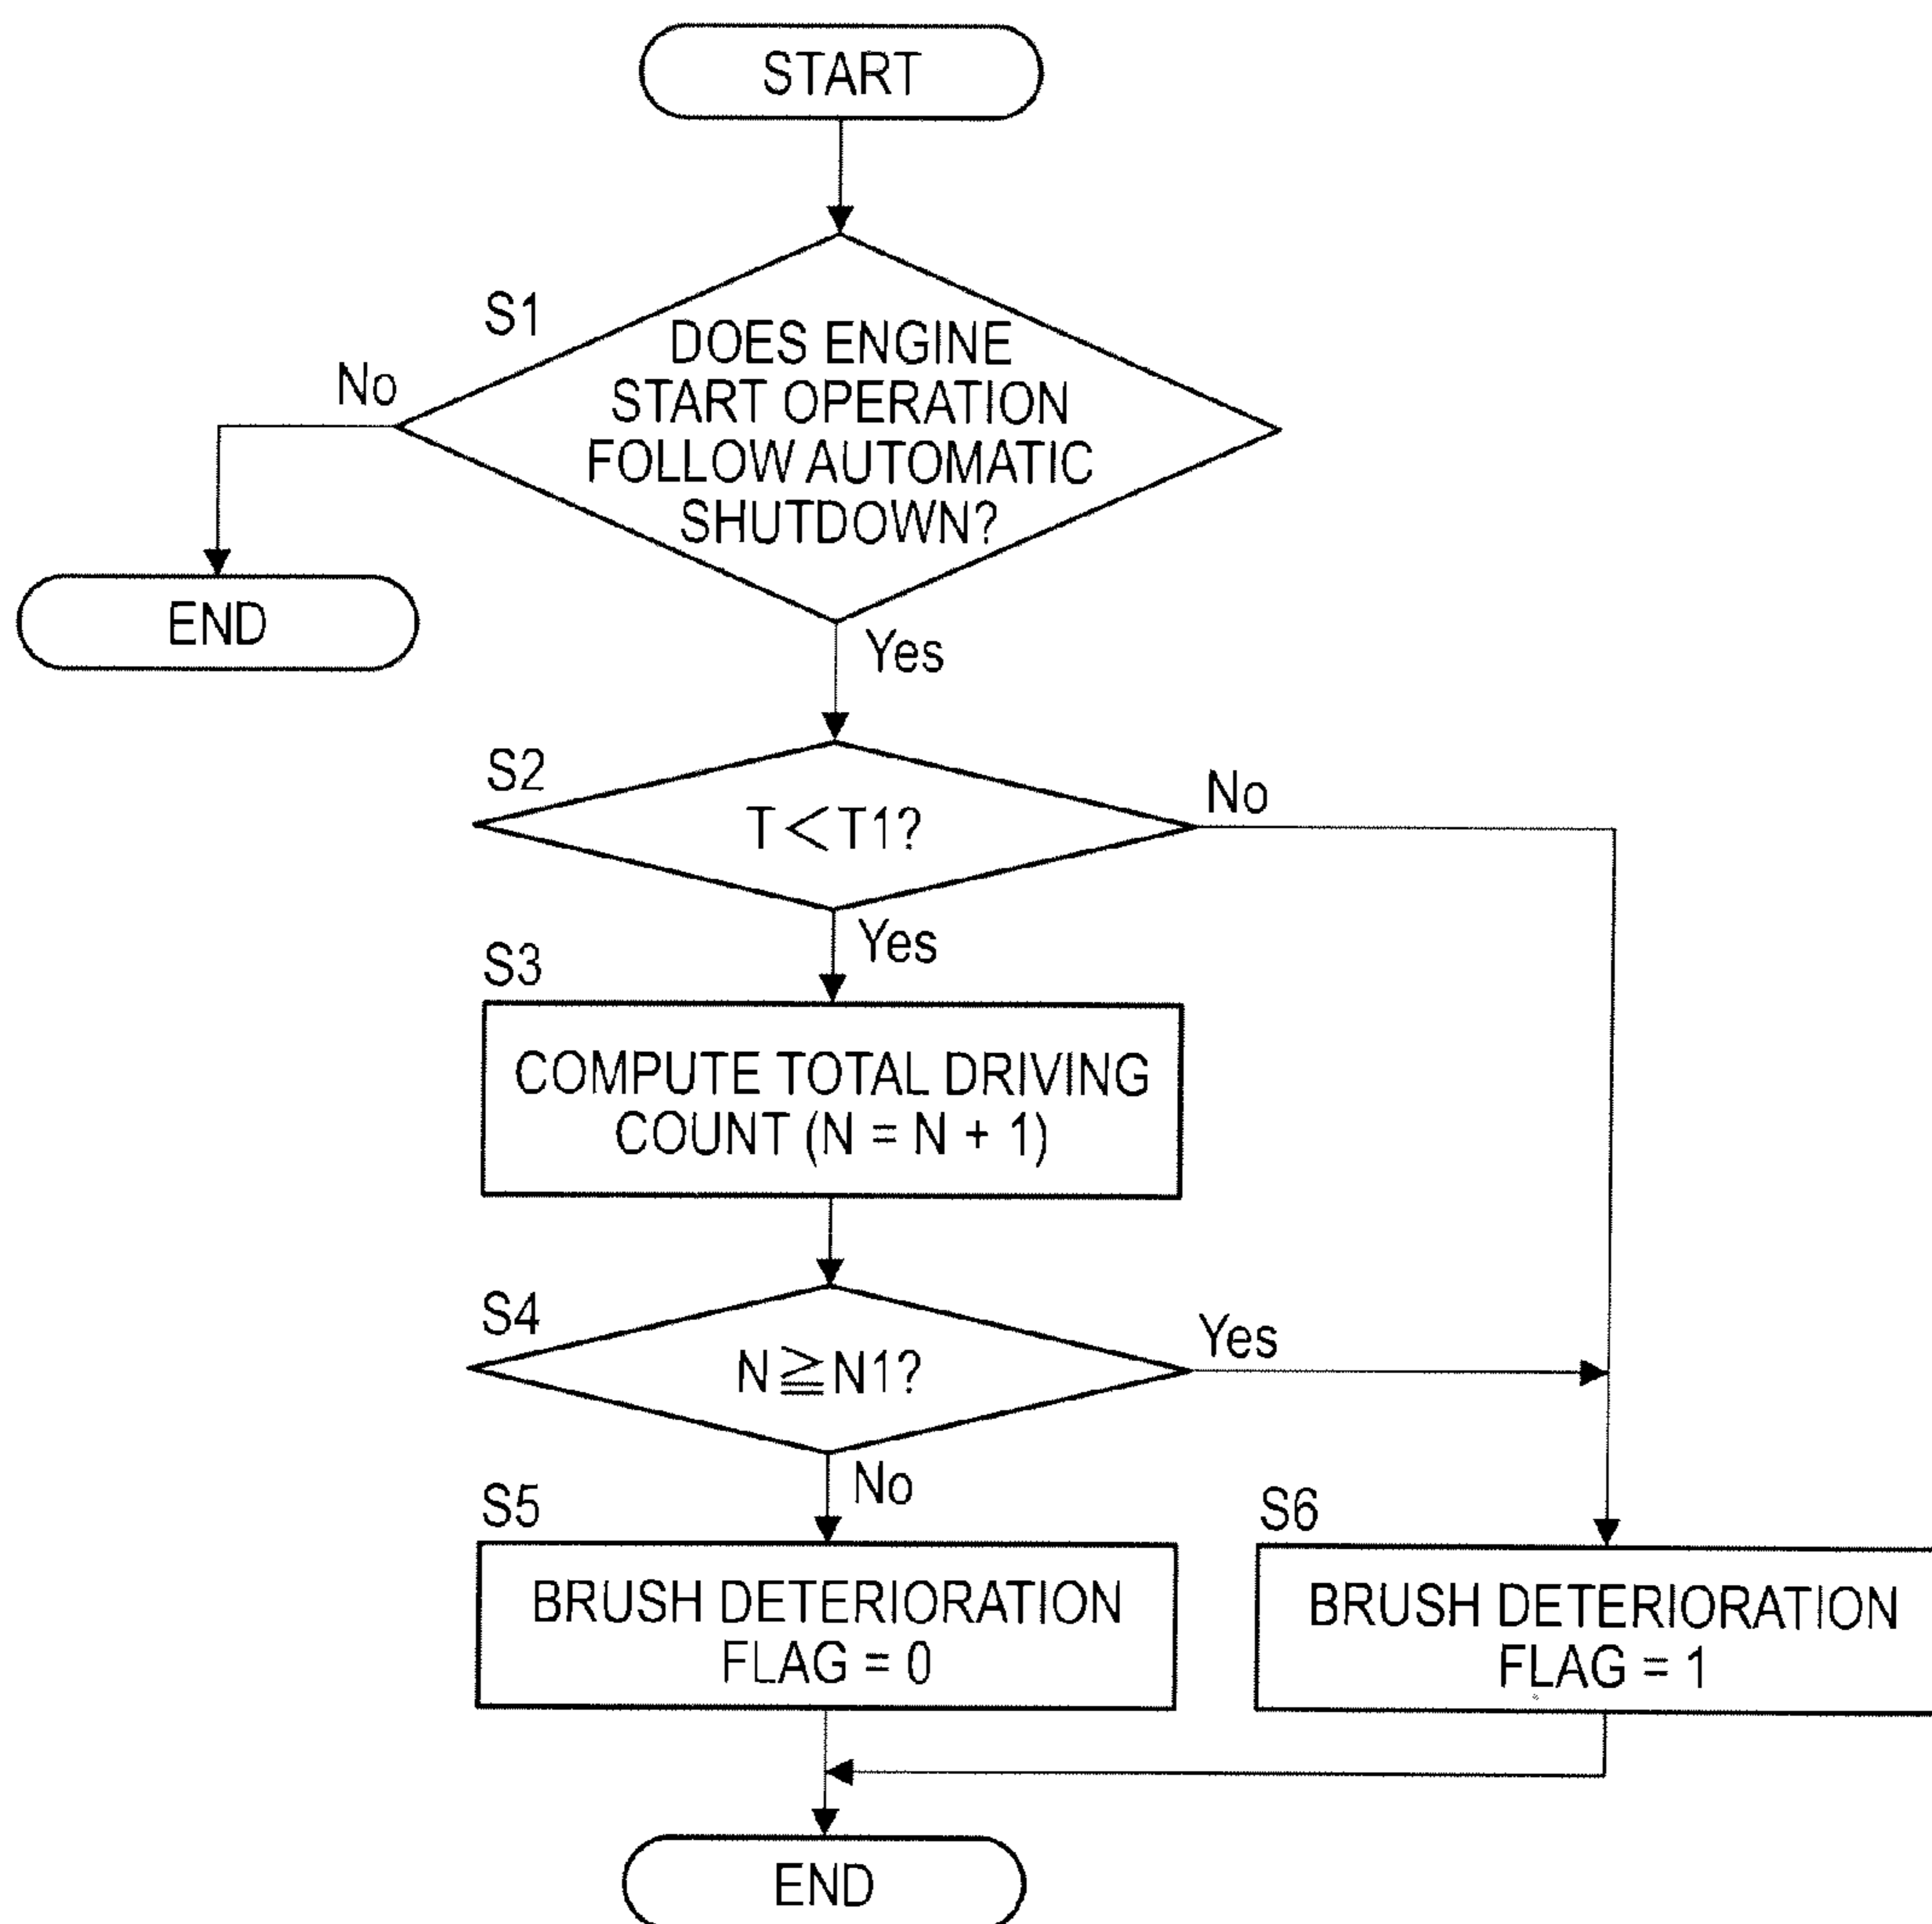 START
S1
DOES ENGINE
START OPERATION
FOLLOW AUTOMATIC
SHUTDOWN?
No
END
Yes
S2
T<T1?
No
Yes
S3
COMPUTE TOTAL DRIVING
COUNT (N = N + 1)
S4
N≧N1?
Yes
No
S5
BRUSH DETERIORATION
FLAG = 0
S6
BRUSH DETERIORATION
FLAG = 1
END